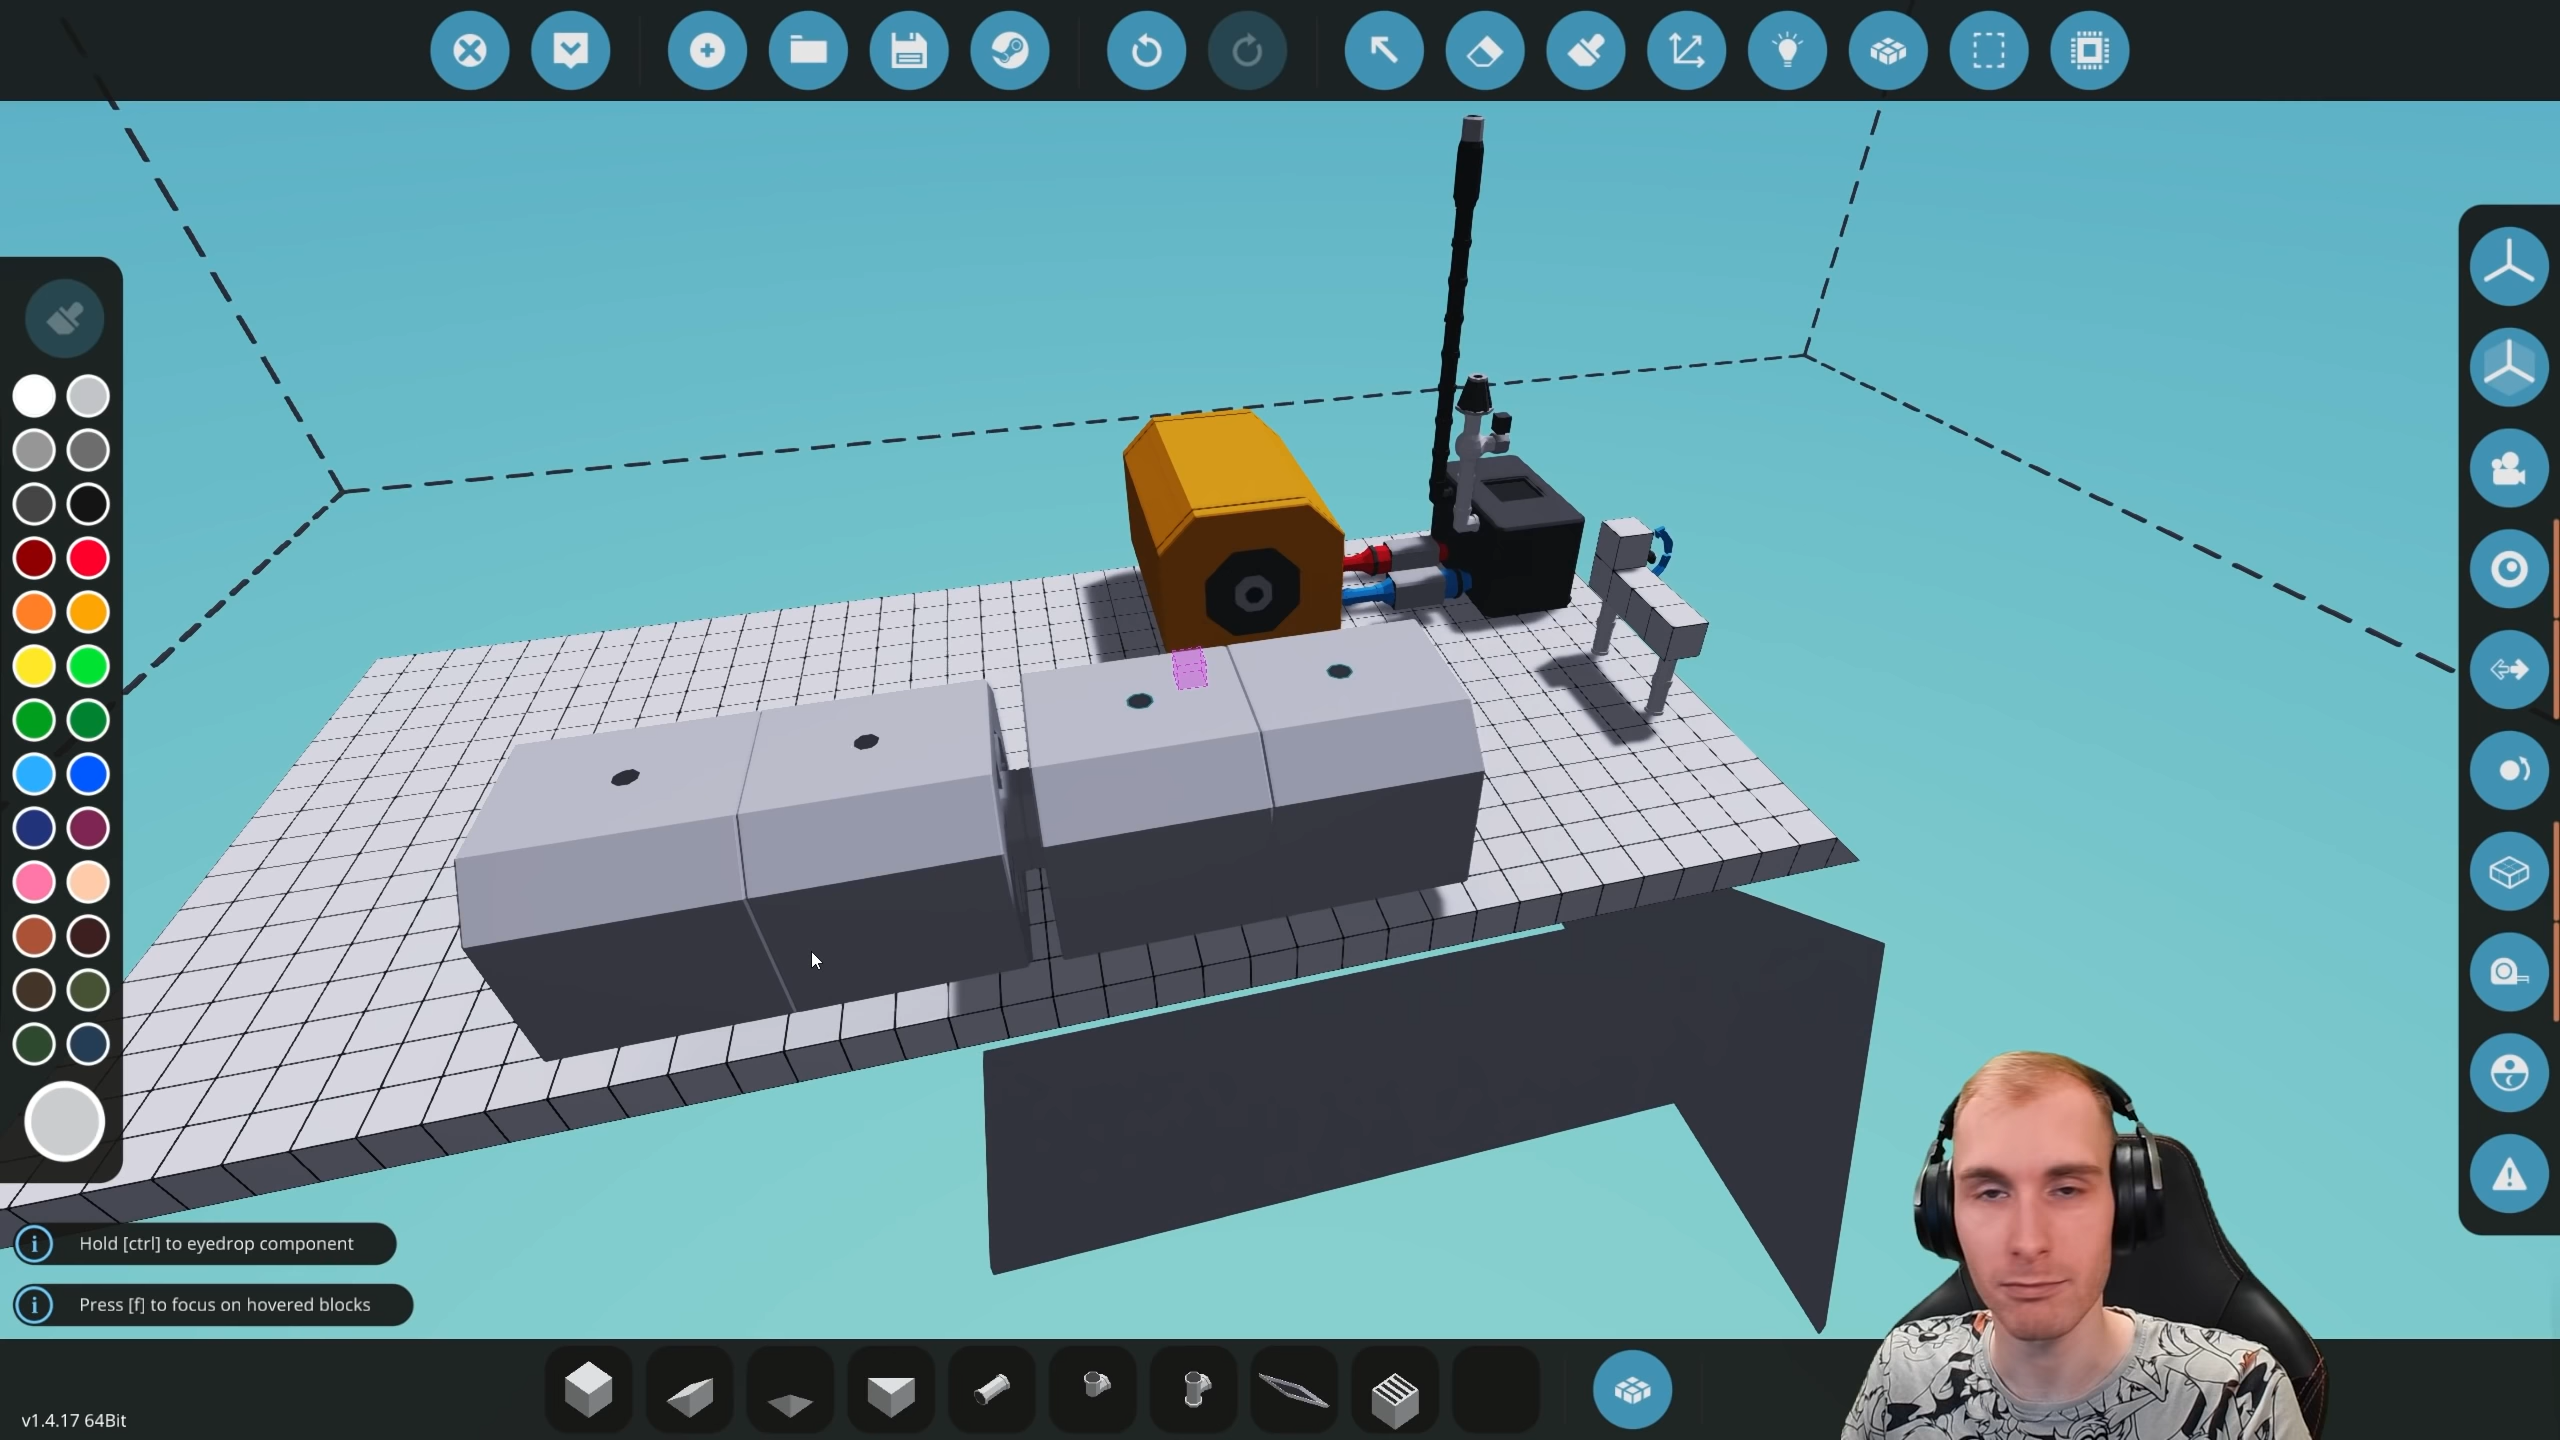 Hold [ctrl] to eyedrop component
Press [f] to focus on hovered blocks
v1.4.17 64Bit